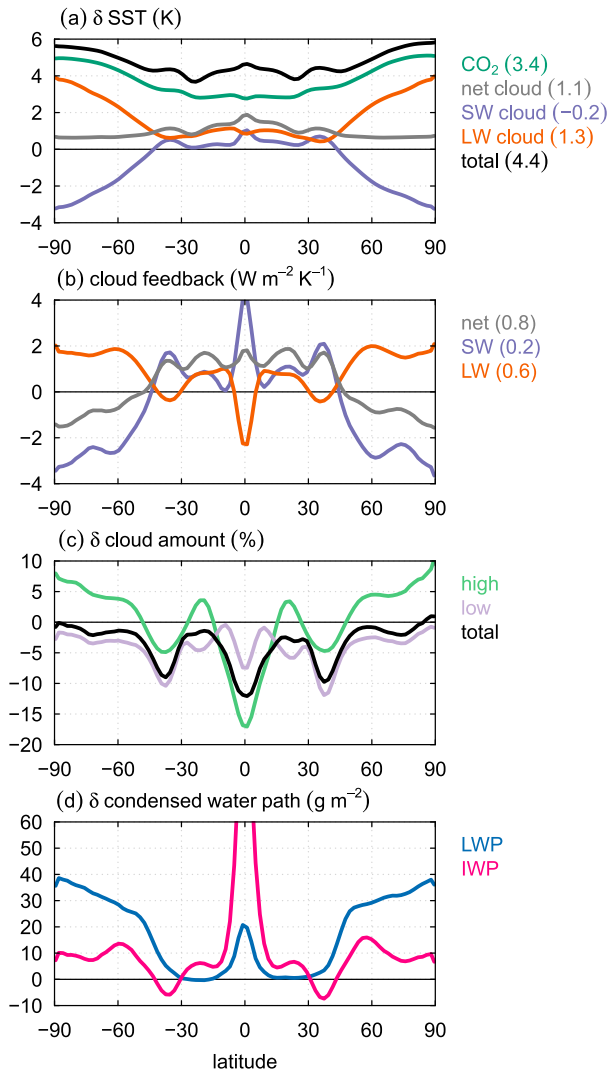 (a) δ SST (K)
6
4
2
0
−2
−4
−90 −60 −30 0 30 60 90
CO₂ (3.4)
net cloud (1.1)
SW cloud (−0.2)
LW cloud (1.3)
total (4.4)
(b) cloud feedback (W m⁻² K⁻¹)
4
2
0
−2
−4
−90 −60 −30 0 30 60 90
net (0.8)
SW (0.2)
LW (0.6)
(c) δ cloud amount (%)
10
5
0
−5
−10
−15
−20
−90 −60 −30 0 30 60 90
high
low
total
(d) δ condensed water path (g m⁻²)
60
50
40
30
20
10
0
−10
−90 −60 −30 0 30 60 90
latitude
LWP
IWP